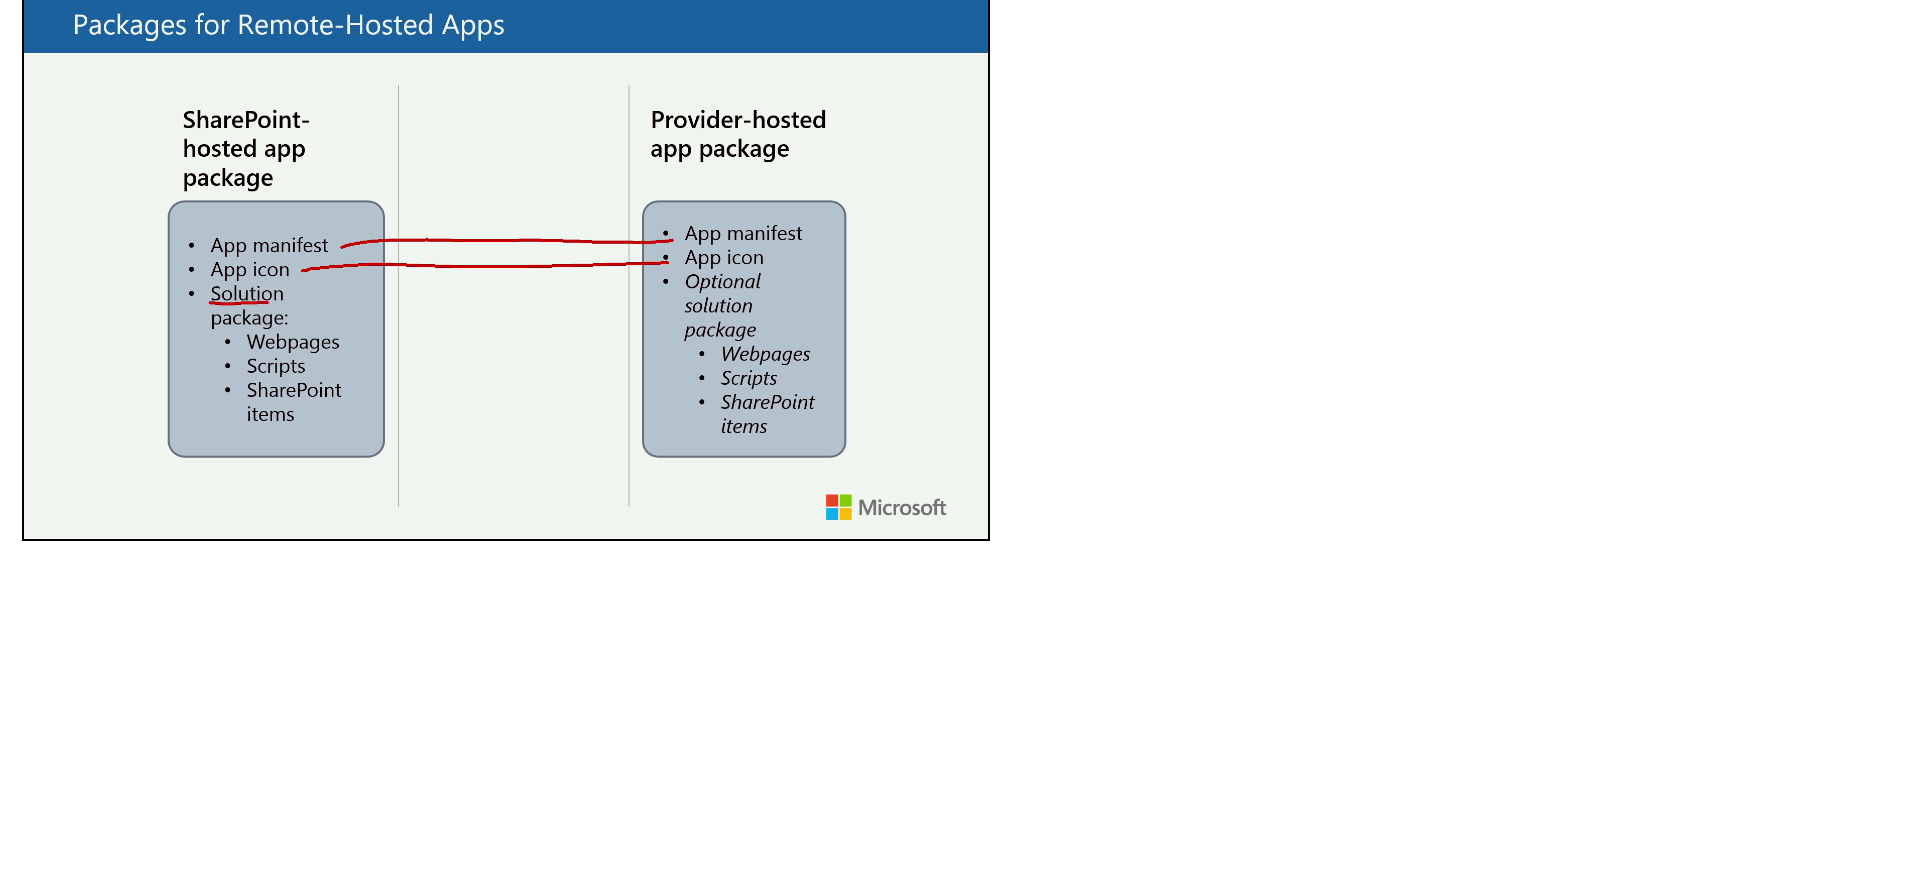 Packages for Remote-Hosted Apps
SharePoint-
hosted app
package
• App manifest
• App icon
• Solution
package:
• Webpages
• Scripts
• SharePoint
items
Provider-hosted
app package
• App manifest
• App icon
• Optional
solution
package
• Webpages
• Scripts
• SharePoint
items
Microsoft